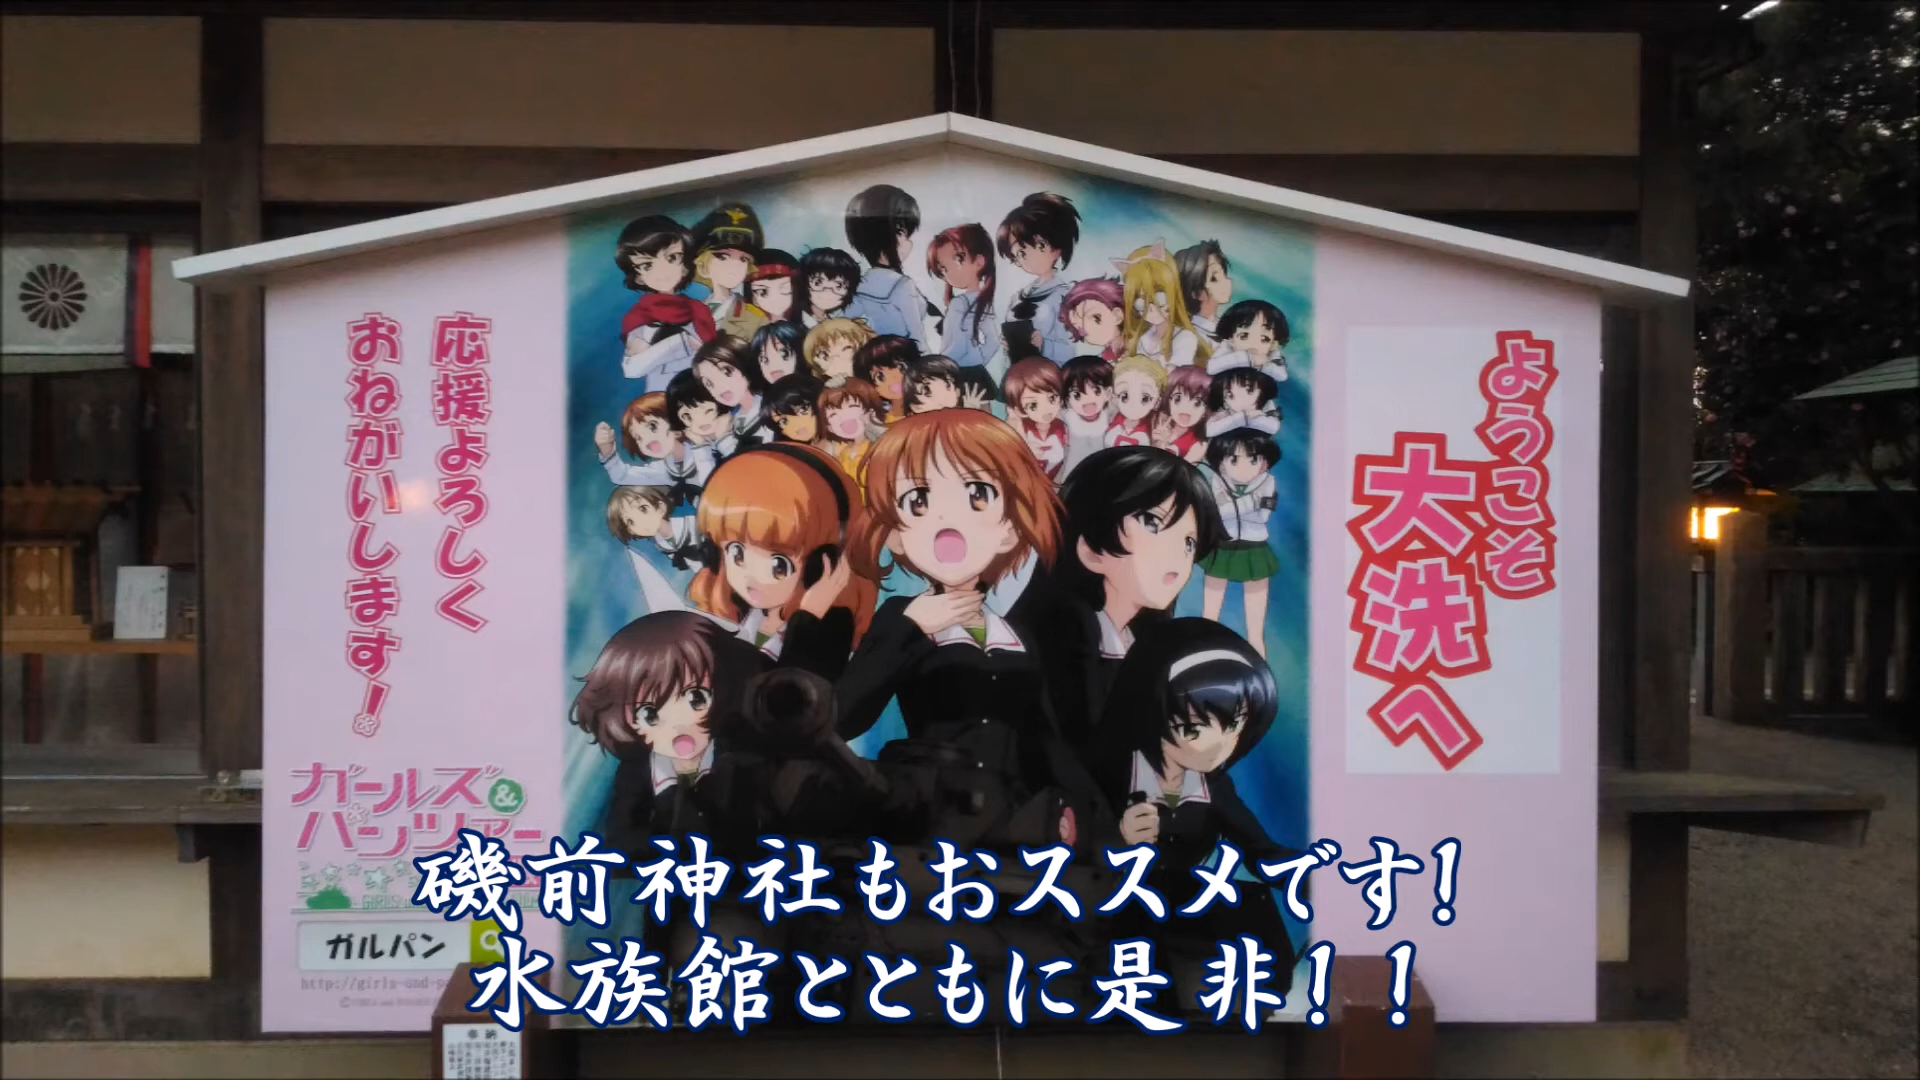 ようこそ
大洗へ
応援よろしく
おねがいします!
ガールズ
&
パンツァー
ガルパン
磯前神社もおススメです!
水族館とともに是非!!
奉納